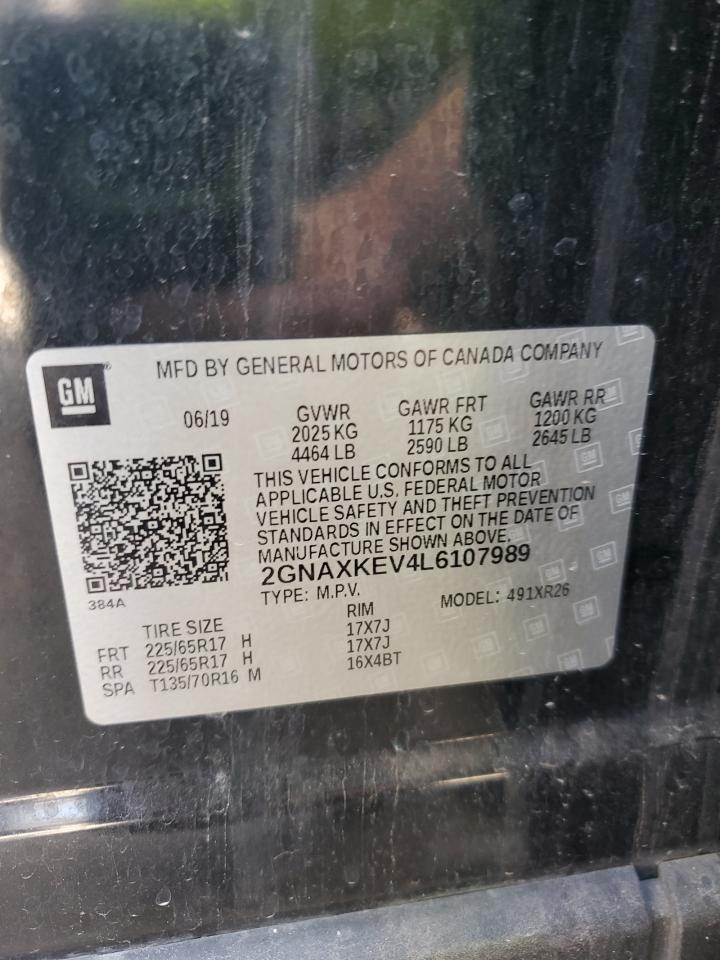 GM
MFD BY GENERAL MOTORS OF CANADA COMPANY
06/19 GVWR GAWR FRT GAWR RR
2025 KG 1175 KG 1200 KG
4464 LB 2590 LB 2645 LB
THIS VEHICLE CONFORMS TO ALL
APPLICABLE U.S. FEDERAL MOTOR
VEHICLE SAFETY AND THEFT PREVENTION
STANDARDS IN EFFECT ON THE DATE OF
MANUFACTURE SHOWN ABOVE.
2GNAXKEV4L6107989
384A
TYPE: M.P.V. MODEL: 491XR26
TIRE SIZE RIM
FRT 225/65R17 H 17X7J
RR 225/65R17 H 17X7J
SPA T135/70R16 M 16X4BT